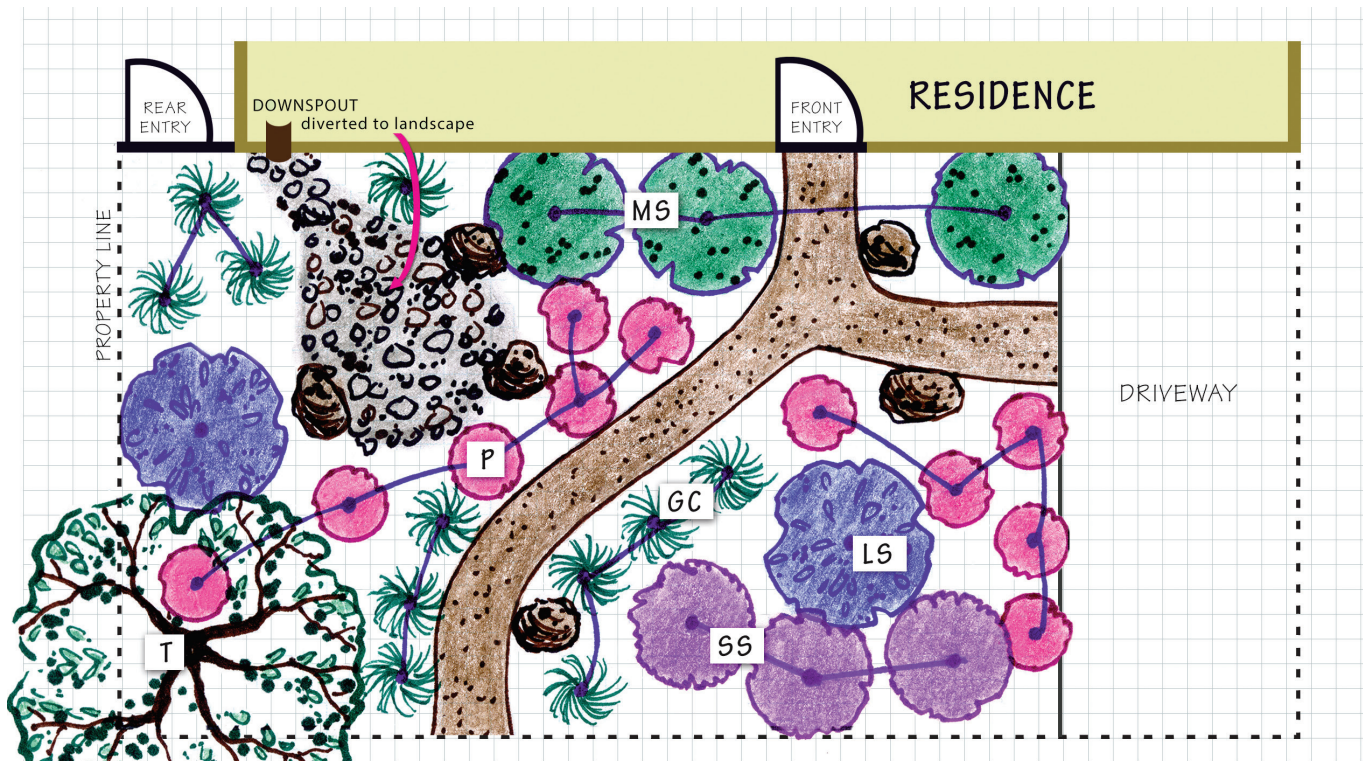 RESIDENCE
REAR
ENTRY
DOWNSPOUT
diverted to landscape
FRONT
ENTRY
PROPERTY LINE
MS
DRIVEWAY
P
GC
LS
T
SS